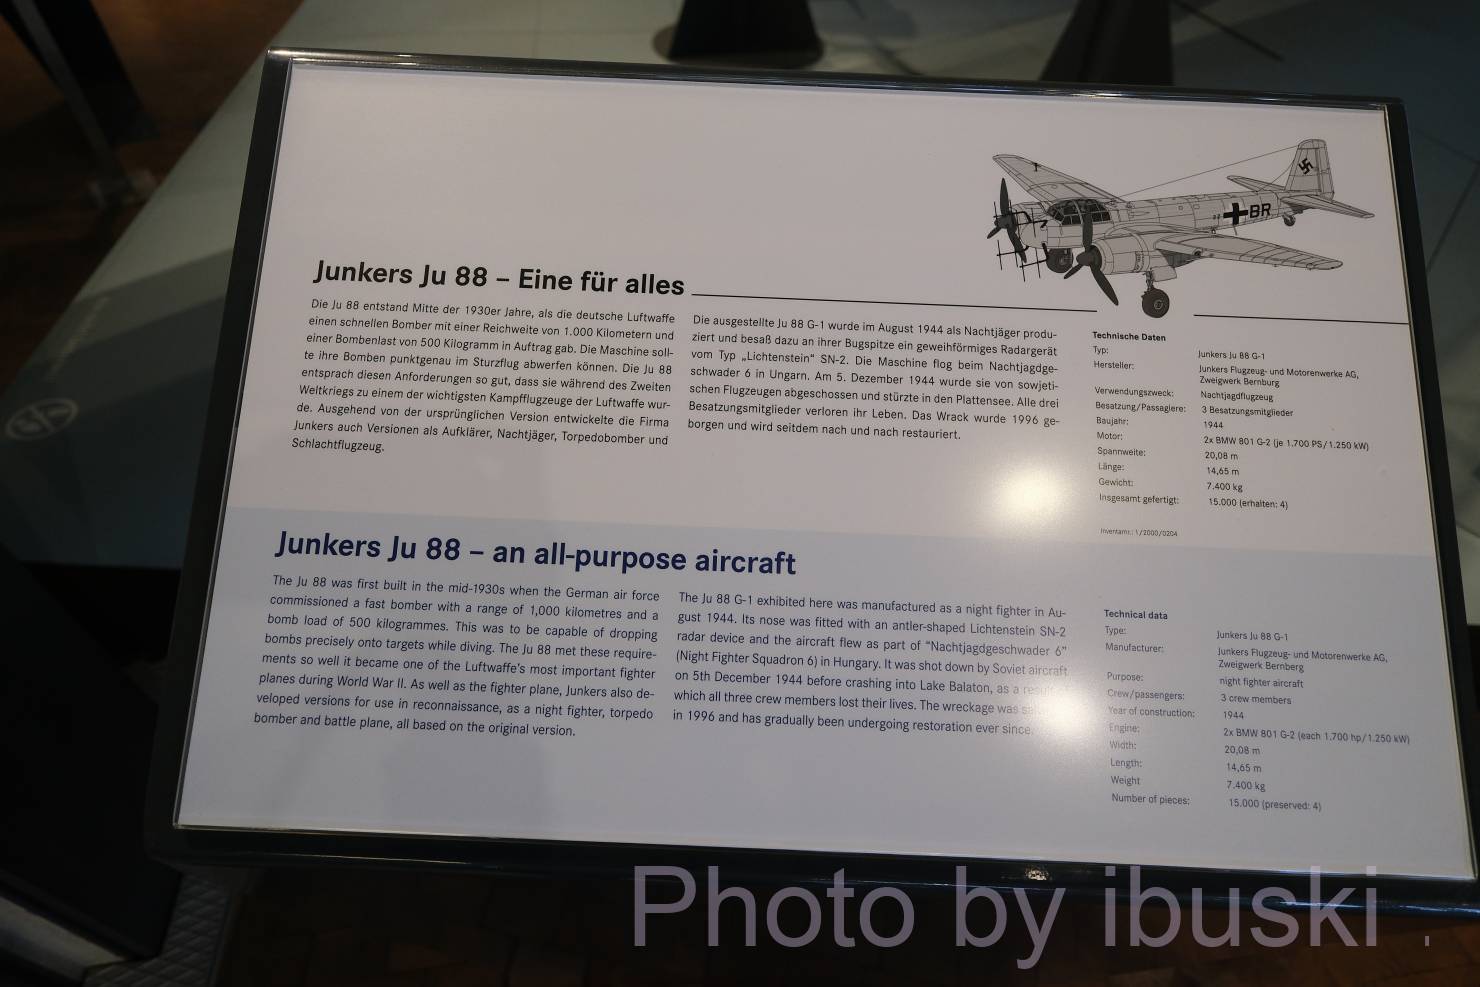 BR
Junkers Ju 88 – Eine für alles
Die Ju 88 entstand Mitte der 1930er Jahre, als die deutsche Luftwaffe
einen schnellen Bomber mit einer Reichweite von 1.000 Kilometern und
einer Bombenlast von 500 Kilogramm in Auftrag gab. Die Maschine soll-
te ihre Bomben punktgenau im Sturzflug abwerfen können. Die Ju 88
entsprach diesen Anforderungen so gut, dass sie während des Zweiten
Weltkriegs zu einem der wichtigsten Kampfflugzeuge der Luftwaffe wur-
de. Ausgehend von der ursprünglichen Version entwickelte die Firma
Junkers auch Versionen als Aufklärer, Nachtjäger, Torpedobomber und
Schlachtflugzeug.
Die ausgestellte Ju 88 G-1 wurde im August 1944 als Nachtjäger produ-
ziert und besaß dazu an ihrer Bugspitze ein geweihförmiges Radargerät
vom Typ „Lichtenstein“ SN-2. Die Maschine flog beim Nachtjagdge-
schwader 6 in Ungarn. Am 5. Dezember 1944 wurde sie von sowjeti-
schen Flugzeugen abgeschossen und stürzte in den Plattensee. Alle drei
Besatzungsmitglieder verloren ihr Leben. Das Wrack wurde 1996 ge-
borgen und wird seitdem nach und nach restauriert.
Technische Daten
Typ: Junkers Ju 88 G-1
Hersteller: Junkers Flugzeug- und Motorenwerke AG,
Zweigwerk Bernburg
Verwendungszweck: Nachtjagdflugzeug
Besatzung/Passagiere: 3 Besatzungsmitglieder
Baujahr: 1944
Motor: 2x BMW 801 G-2 (je 1.700 PS/1.250 kW)
Spannweite: 20,08 m
Länge: 14,65 m
Gewicht: 7.400 kg
Insgesamt gefertigt: 15.000 (erhalten: 4)
Inventarnr.: 1/2000/0204
Junkers Ju 88 – an all-purpose aircraft
The Ju 88 was first built in the mid-1930s when the German air force
commissioned a fast bomber with a range of 1,000 kilometres and a
bomb load of 500 kilogrammes. This was to be capable of dropping
bombs precisely onto targets while diving. The Ju 88 met these require-
ments so well it became one of the Luftwaffe's most important fighter
planes during World War II. As well as the fighter plane, Junkers also de-
veloped versions for use in reconnaissance, as a night fighter, torpedo
bomber and battle plane, all based on the original version.
The Ju 88 G-1 exhibited here was manufactured as a night fighter in Au-
gust 1944. Its nose was fitted with an antler-shaped Lichtenstein SN-2
radar device and the aircraft flew as part of "Nachtjagdgeschwader 6"
(Night Fighter Squadron 6) in Hungary. It was shot down by Soviet aircraft
on 5th December 1944 before crashing into Lake Balaton, as a result of
which all three crew members lost their lives. The wreckage was
in 1996 and has gradually been undergoing restoration ever since.
Technical data
Type: Junkers Ju 88 G-1
Manufacturer: Junkers Flugzeug- und Motorenwerke AG,
Zweigwerk Bernberg
Purpose: night fighter aircraft
Crew/passengers: 3 crew members
Year of construction: 1944
Engine: 2x BMW 801 G-2 (each 1.700 hp/1.250 kW)
Width: 20,08 m
Length: 14,65 m
Weight 7.400 kg
Number of pieces: 15.000 (preserved: 4)
Photo by ibuski